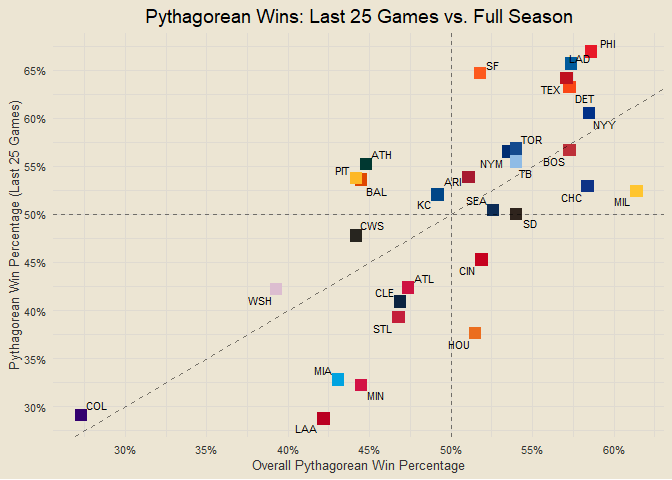 Pythagorean Wins: Last 25 Games vs. Full Season
Pythagorean Win Percentage (Last 25 Games)
65%
60%
55%
50%
45%
40%
35%
30%
PHI
LAD
SF
TEX
DET
NYY
TOR
NYM
BOS
TB
ATH
PIT
BAL
ARI
KC
CHC
MIL
SEA
SD
CWS
CIN
ATL
WSH
CLE
STL
HOU
MIA
MIN
COL
LAA
30%
35%
40%
45%
50%
55%
60%
Overall Pythagorean Win Percentage